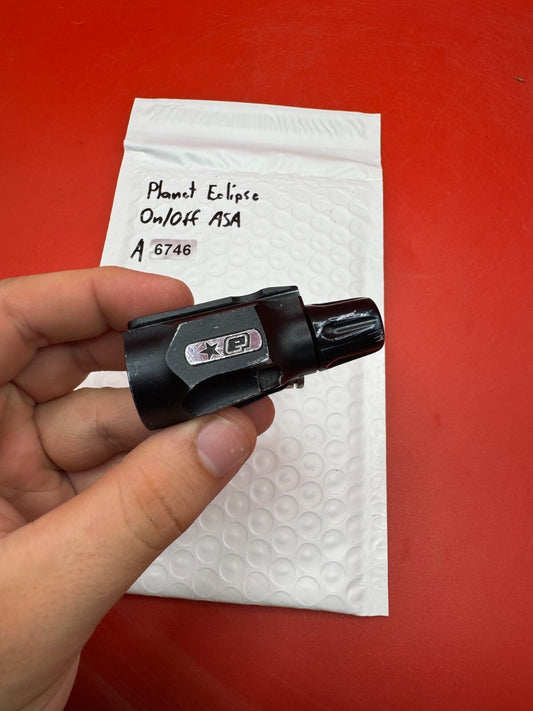 Planet Eclipse
On/Off ASA
A 6746